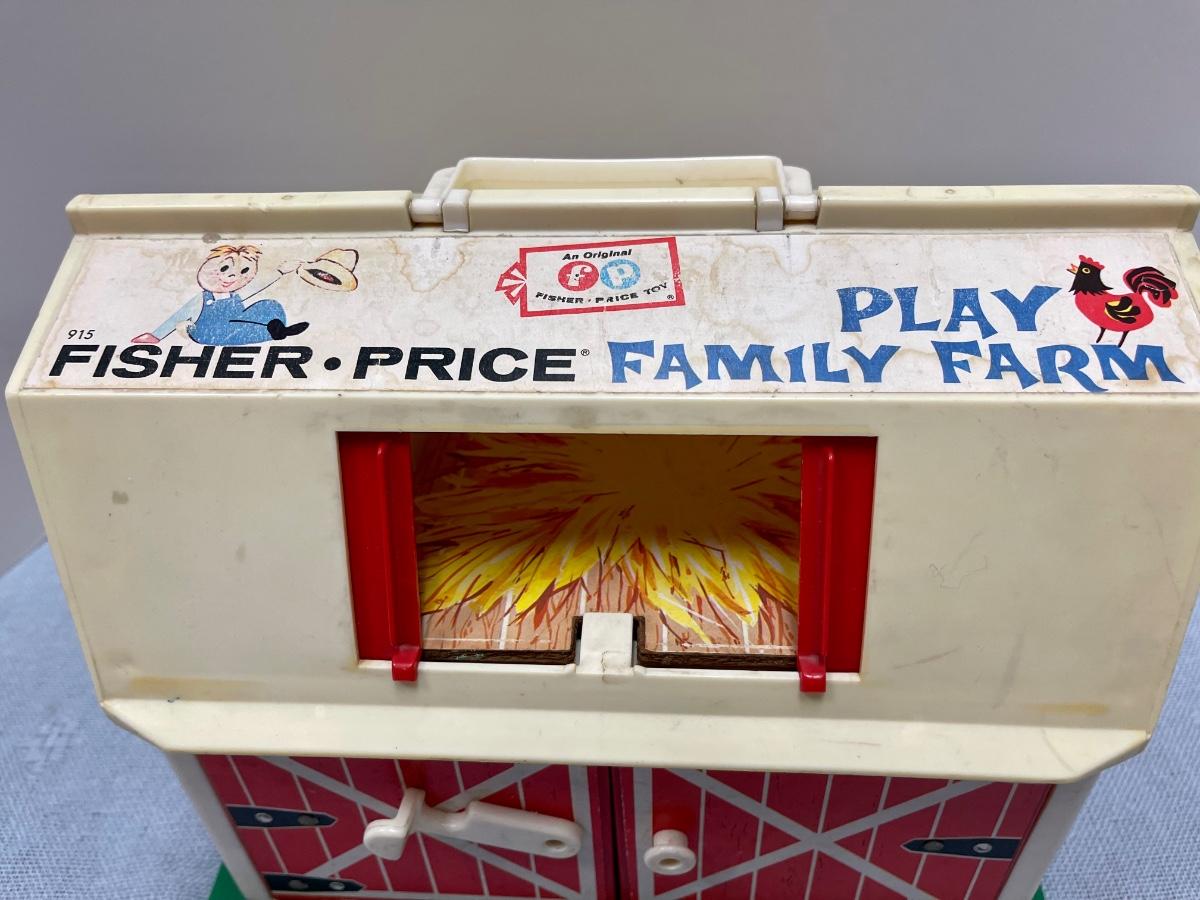 An Original
fp
FISHER-PRICE TOY
®
915
FISHER•PRICE®
PLAY
FAMILY FARM